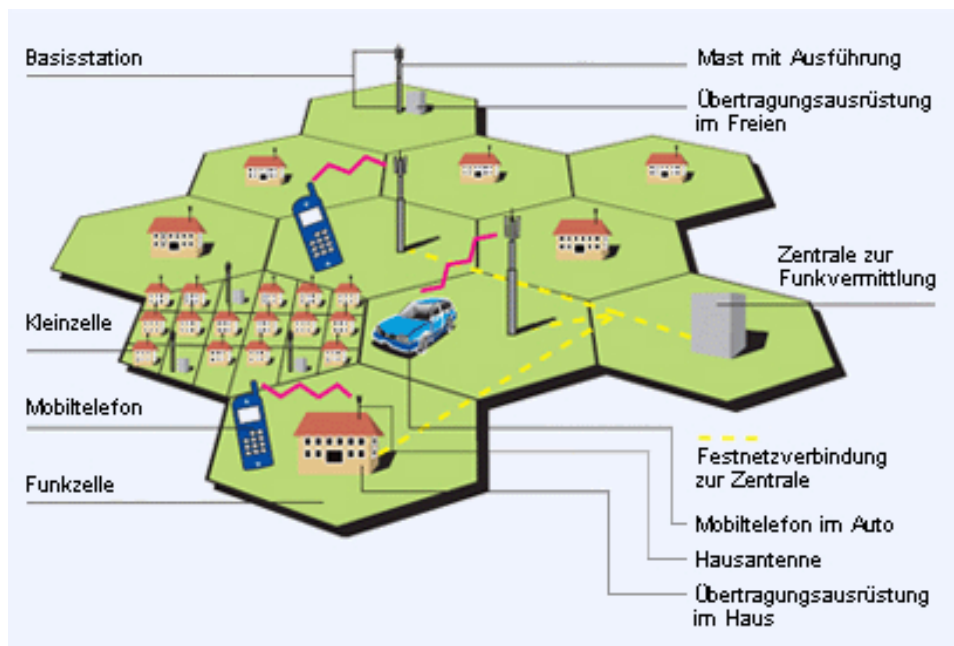 Basisstation
Mast mit Ausführung
Übertragungsausrüstung
im Freien
Zentrale zur
Funkvermittlung
Kleinzelle
Mobiltelefon
Funkzelle
Festnetzverbindung
zur Zentrale
Mobiltelefon im Auto
Hausantenne
Übertragungsausrüstung
im Haus